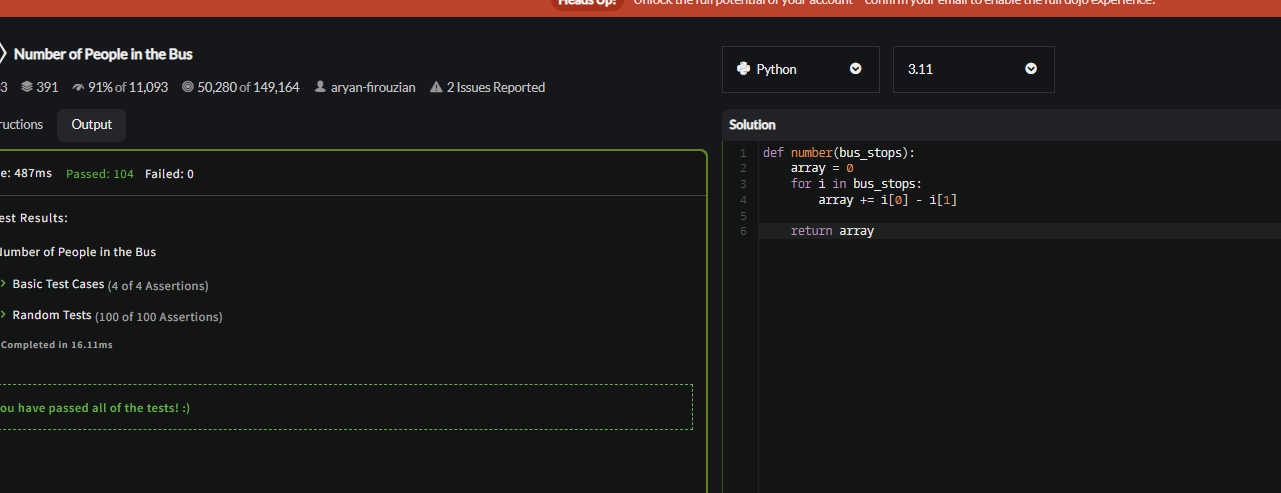 Heads Up! Unlock the full potential of your account - confirm your email to enable the full dojo experience.
Number of People in the Bus
3 391 91% of 11,093 50,280 of 149,164 aryan-firouzian 2 Issues Reported
Python 3.11
ructions Output
Solution
e: 487ms Passed: 104 Failed: 0
est Results:
Number of People in the Bus
Basic Test Cases (4 of 4 Assertions)
Random Tests (100 of 100 Assertions)
Completed in 16.11ms
ou have passed all of the tests! :)
1 def number(bus_stops):
2 array = 0
3 for i in bus_stops:
4 array += i[0] - i[1]
5
6 return array